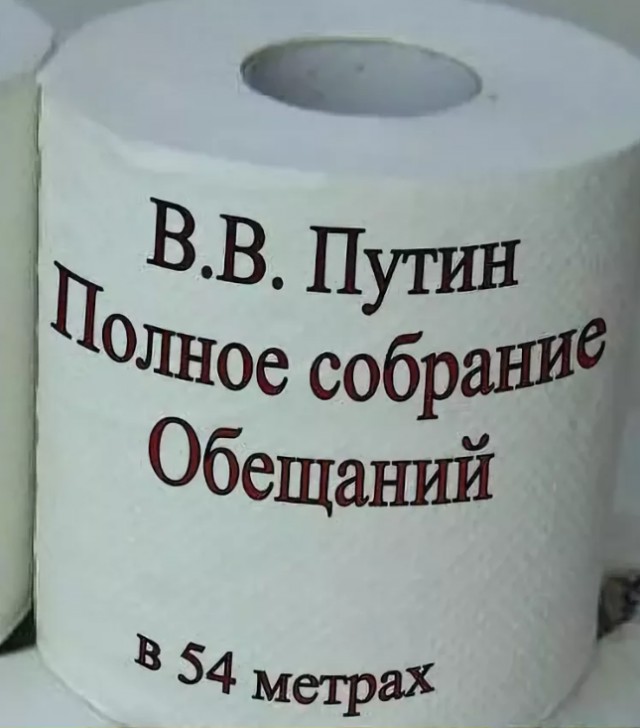 В.В. Путин
Полное собрание
Обещаний
в 54 метрах